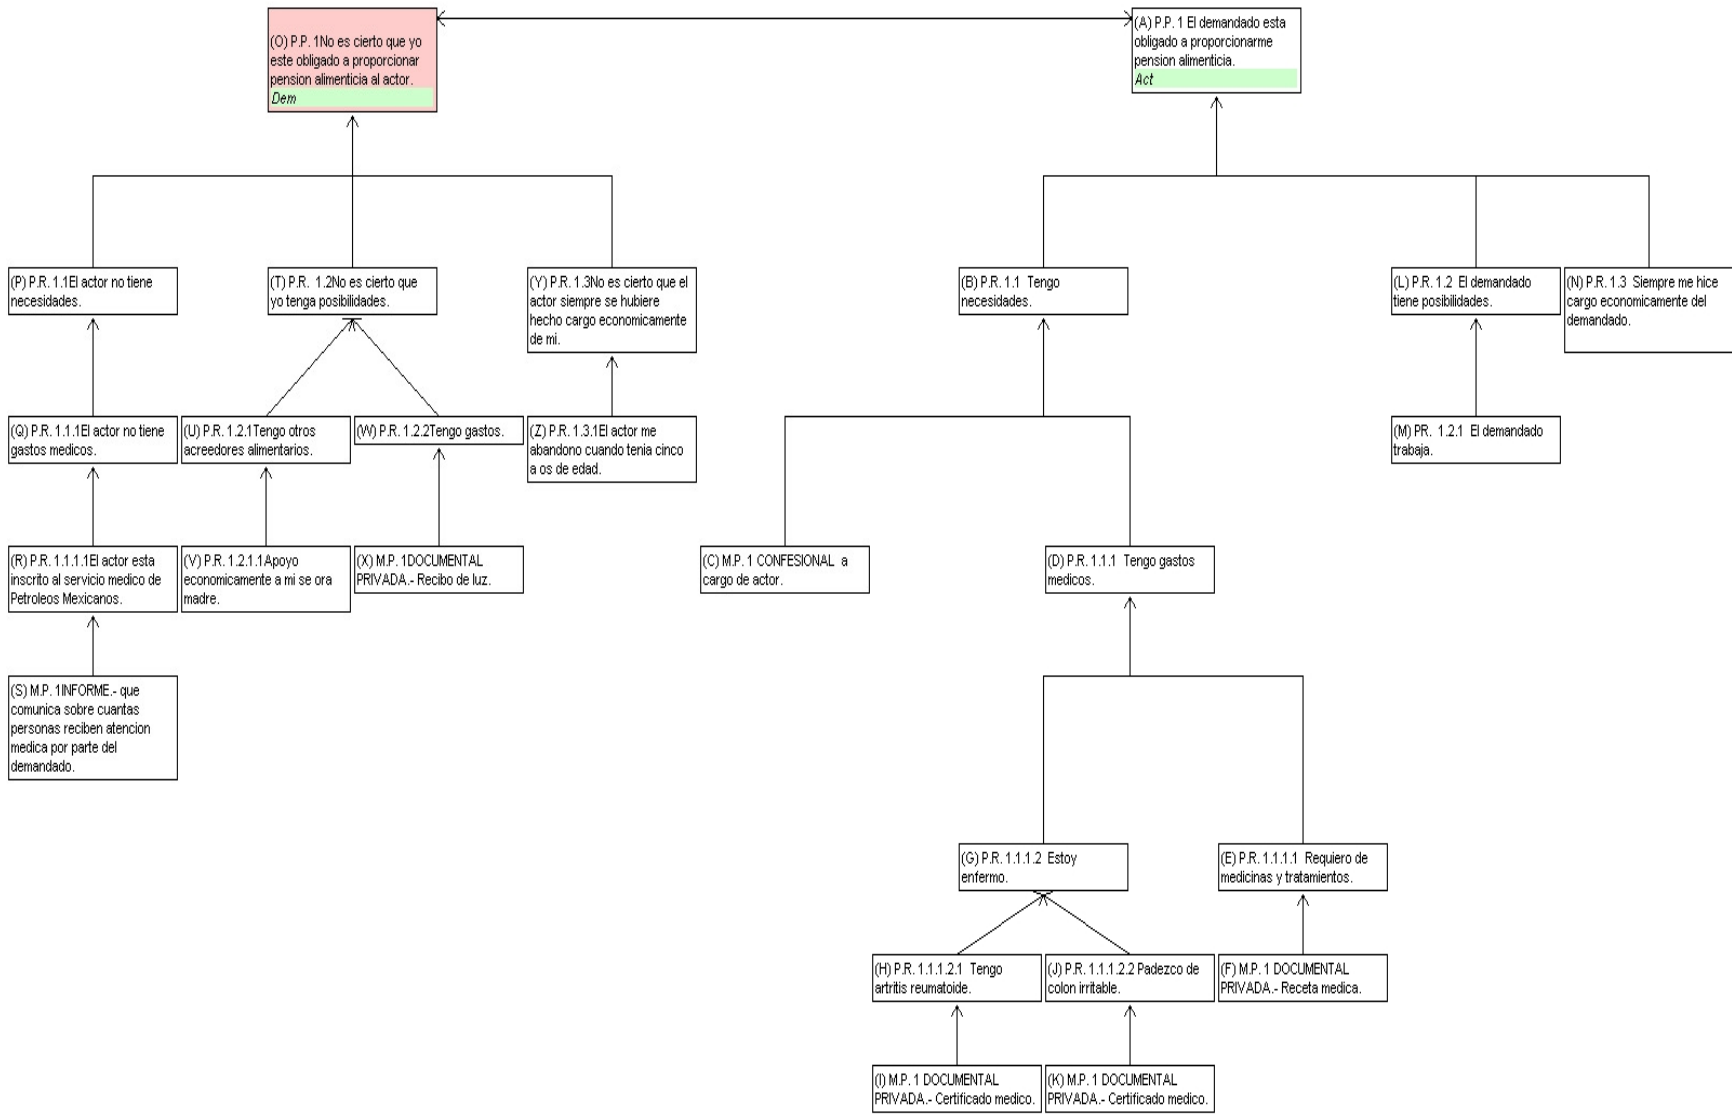 (O) P.P. 1No es cierto que yo
este obligado a proporcionar
pension alimenticia al actor.
Dem
(A) P.P. 1 El demandado esta
obligado a proporcionarme
pension alimenticia.
Act
(P) P.R. 1.1El actor no tiene
necesidades.
(T) P.R. 1.2No es cierto que
yo tenga posibilidades.
(Y) P.R. 1.3No es cierto que el
actor siempre se hubiere
hecho cargo economicamente
de mi.
(B) P.R. 1.1 Tengo
necesidades.
(L) P.R. 1.2 El demandado
tiene posibilidades.
(N) P.R. 1.3 Siempre me hice
cargo economicamente del
demandado.
(Q) P.R. 1.1.1El actor no tiene
gastos medicos.
(U) P.R. 1.2.1Tengo otros
acreedores alimentarios.
(W) P.R. 1.2.2Tengo gastos.
(Z) P.R. 1.3.1El actor me
abandono cuando tenia cinco
a os de edad.
(M) PR. 1.2.1 El demandado
trabaja.
(R) P.R. 1.1.1.1El actor esta
inscrito al servicio medico de
Petroleos Mexicanos.
(V) P.R. 1.2.1.1Apoyo
economicamente a mi se ora
madre.
(X) M.P. 1DOCUMENTAL
PRIVADA.- Recibo de luz.
(C) M.P. 1 CONFESIONAL a
cargo de actor.
(D) P.R. 1.1.1 Tengo gastos
medicos.
(S) M.P. 1INFORME.- que
comunica sobre cuantas
personas reciben atencion
medica por parte del
demandado.
(G) P.R. 1.1.1.2 Estoy
enfermo.
(E) P.R. 1.1.1.1 Requiero de
medicinas y tratamientos.
(H) P.R. 1.1.1.2.1 Tengo
artritis reumatoide.
(J) P.R. 1.1.1.2.2 Padezco de
colon irritable.
(F) M.P. 1 DOCUMENTAL
PRIVADA.- Receta medica.
(I) M.P. 1 DOCUMENTAL
PRIVADA.- Certificado medico.
(K) M.P. 1 DOCUMENTAL
PRIVADA.- Certificado medico.